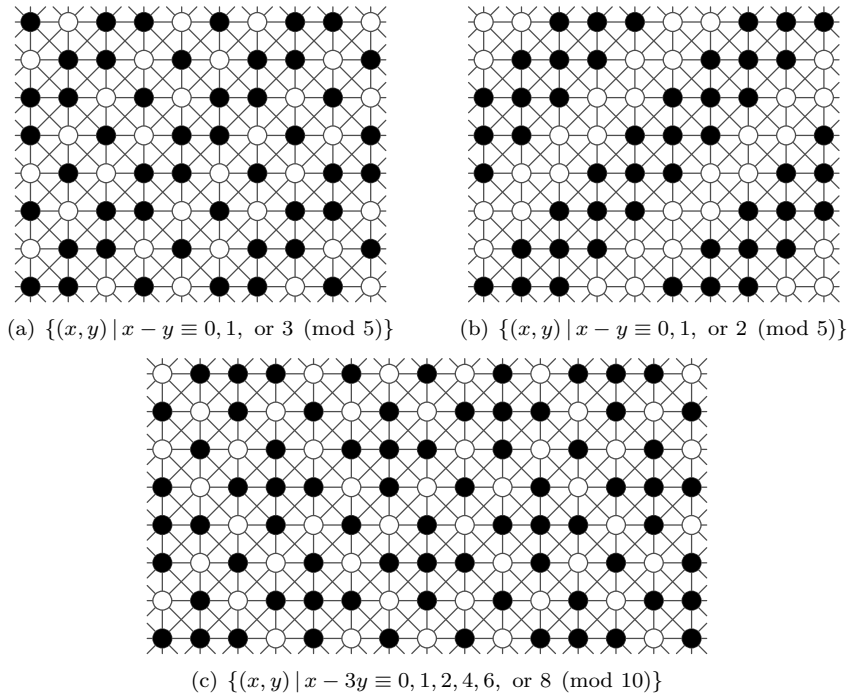 (a) {(x, y) | x − y ≡ 0, 1, or 3 (mod 5)}
(b) {(x, y) | x − y ≡ 0, 1, or 2 (mod 5)}
(c) {(x, y) | x − 3y ≡ 0, 1, 2, 4, 6, or 8 (mod 10)}